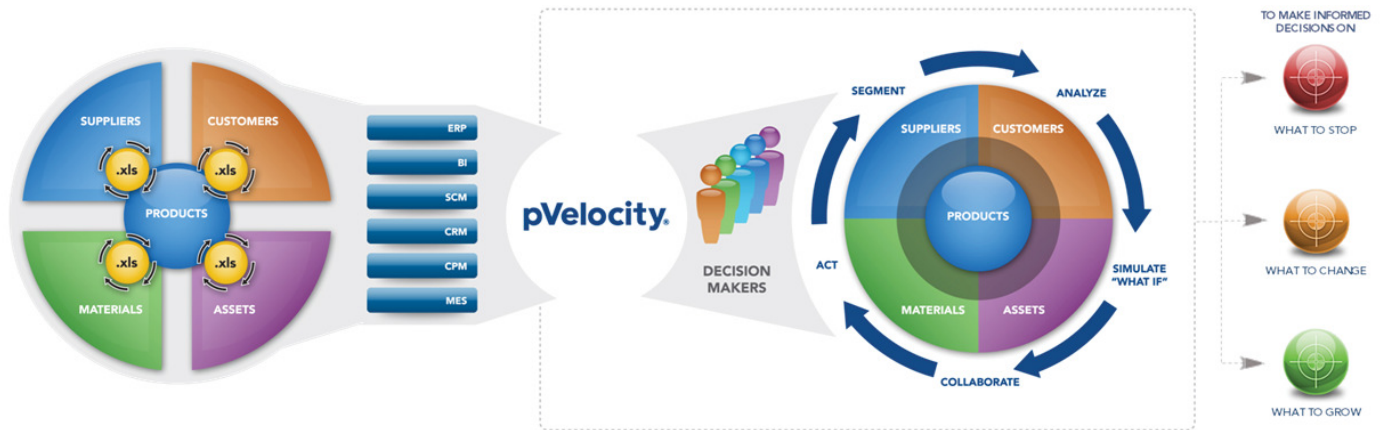 SUPPLIERS
CUSTOMERS
.xls
.xls
PRODUCTS
.xls
.xls
MATERIALS
ASSETS
ERP
BI
SCM
CRM
CPM
MES
pVelocity®
DECISION
MAKERS
SEGMENT
ANALYZE
SUPPLIERS
CUSTOMERS
PRODUCTS
MATERIALS
ASSETS
ACT
SIMULATE
"WHAT IF"
COLLABORATE
TO MAKE INFORMED
DECISIONS ON
WHAT TO STOP
WHAT TO CHANGE
WHAT TO GROW